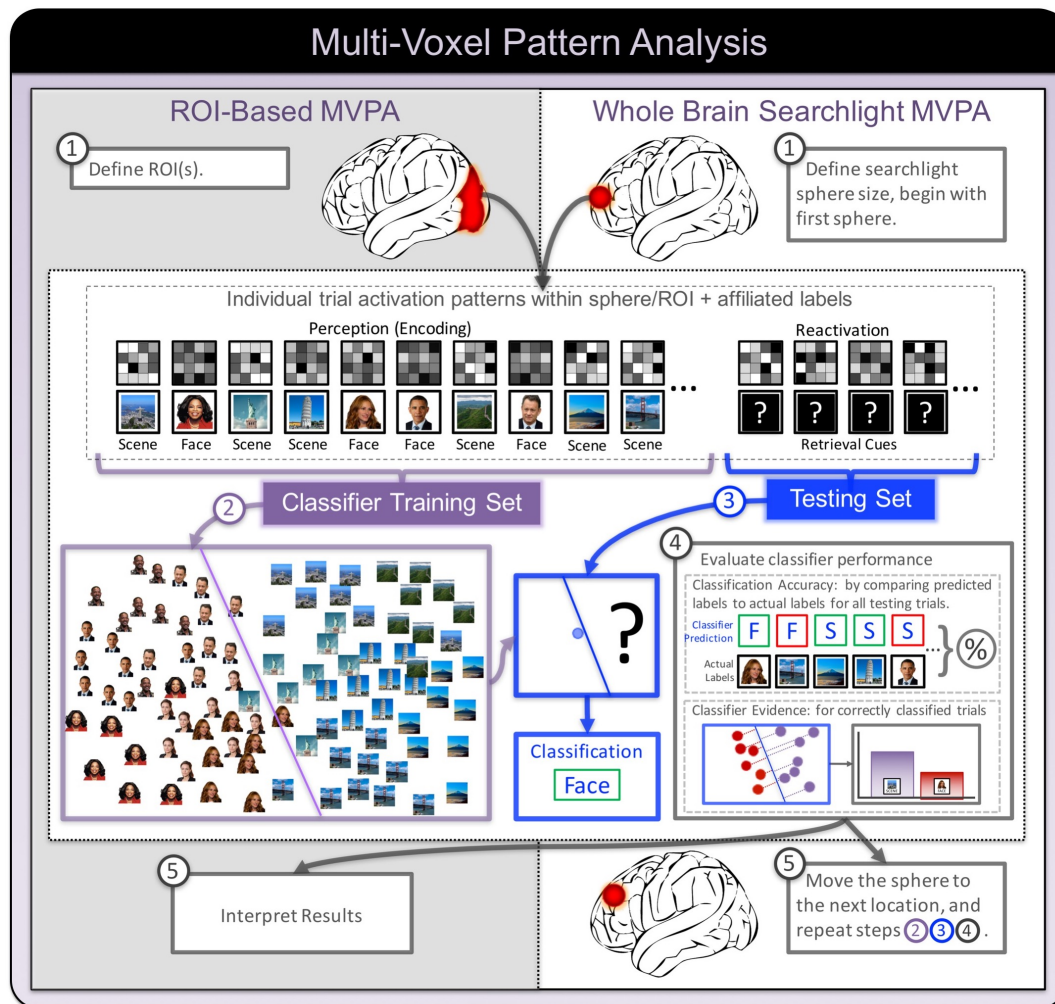 Multi-Voxel Pattern Analysis
ROI-Based MVPA
Whole Brain Searchlight MVPA
1
Define ROI(s).
1
Define searchlight
sphere size, begin with
first sphere.
Individual trial activation patterns within sphere/ROI + affiliated labels
Perception (Encoding)
Reactivation
...
...
? ? ? ?
Scene Face Scene Scene Face Face Scene Face Scene Scene
Retrieval Cues
2
Classifier Training Set
3
Testing Set
?
Classification
Face
4
Evaluate classifier performance
Classification Accuracy: by comparing predicted
labels to actual labels for all testing trials.
Classifier
Prediction
F F S S S
...
%
Actual
Labels
Classifier Evidence: for correctly classified trials
SCENE
FACE
5
Interpret Results
5
Move the sphere to
the next location, and
repeat steps 2 3 4 .